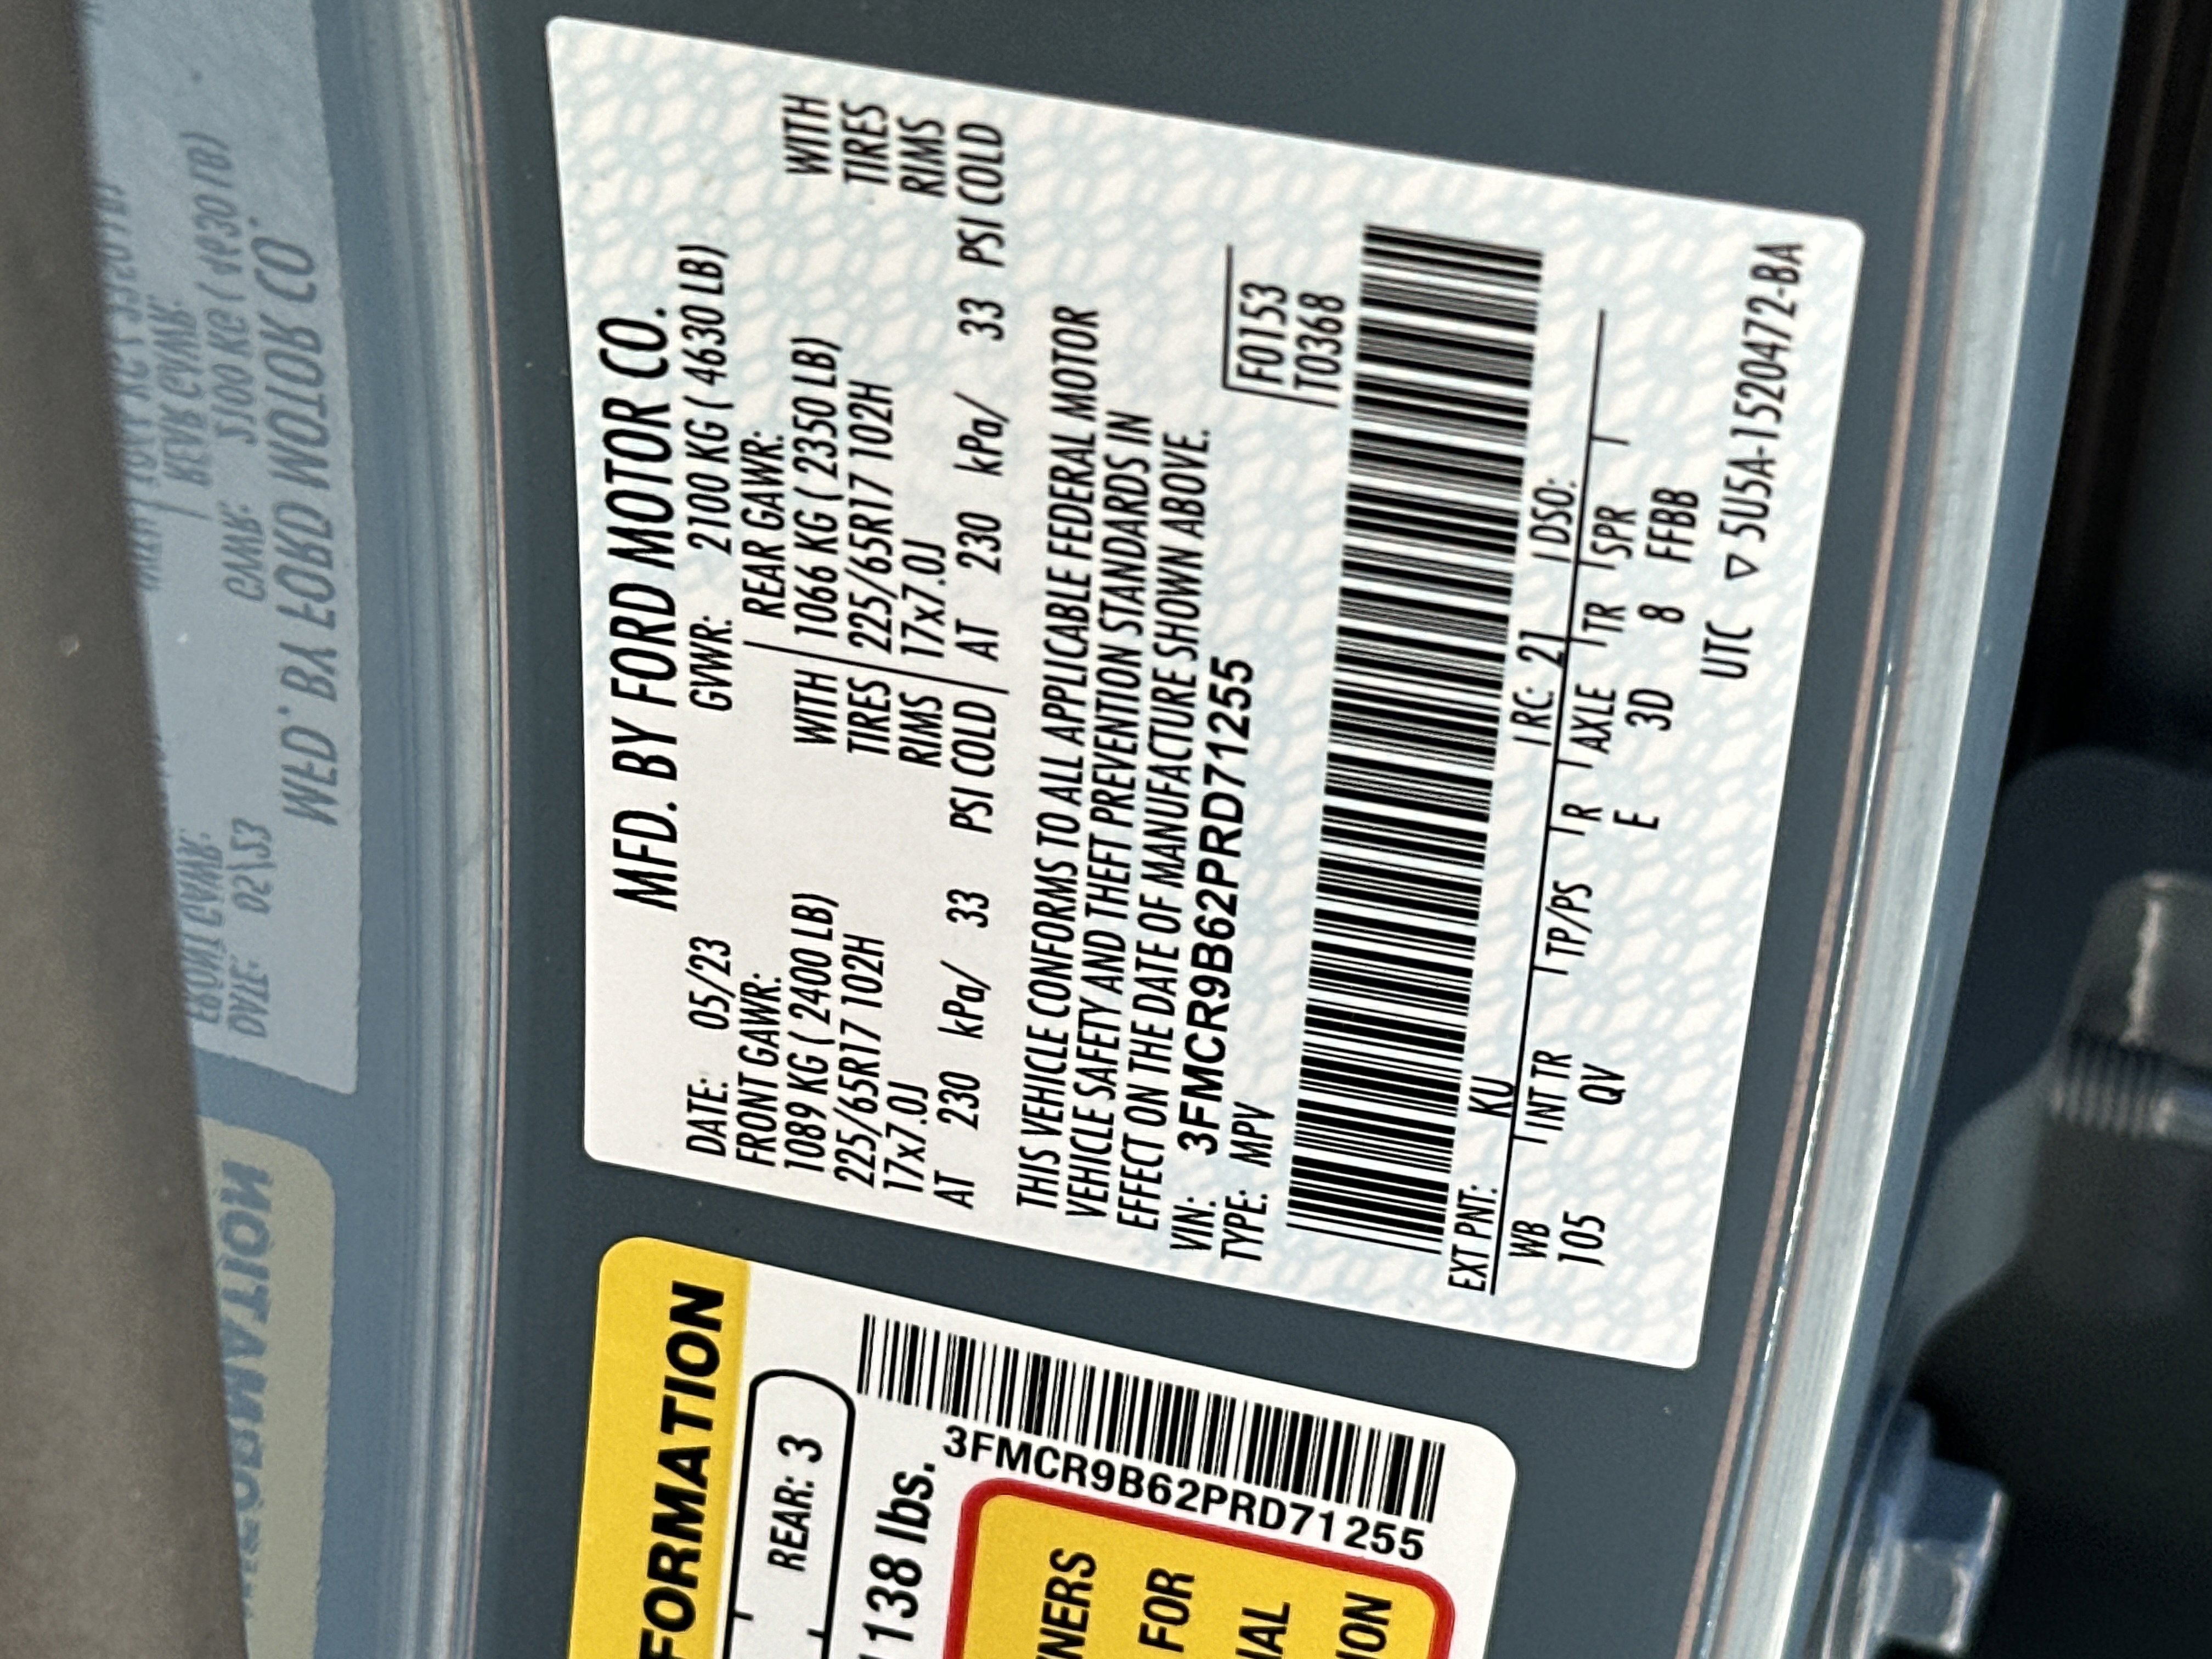 MFD. BY FORD MOTOR CO.
DATE: 05/23 GVWR: 2100 KG ( 4630 LB)
FRONT GAWR: REAR GAWR:
1089 KG ( 2400 LB) WITH 1066 KG ( 2350 LB) WITH
225/65R17 102H TIRES 225/65R17 102H TIRES
17x7.0J RIMS 17x7.0J RIMS
AT 230 kPa/ 33 PSI COLD AT 230 kPa/ 33 PSI COLD
THIS VEHICLE CONFORMS TO ALL APPLICABLE FEDERAL MOTOR
VEHICLE SAFETY AND THEFT PREVENTION STANDARDS IN
EFFECT ON THE DATE OF MANUFACTURE SHOWN ABOVE.
VIN: 3FMCR9B62PRD71255
TYPE: MPV
F0153
T0368
EXT PNT: KU RC: 21 DSO:
WB INT TR TP/PS R AXLE TR SPR
105 QV E 3D 8 FFBB
UTC ▽ 5U5A-1520472-BA
FORMATION
REAR: 3
138 lbs.
3FMCR9B62PRD71255
NERS
FOR
IAL
ION